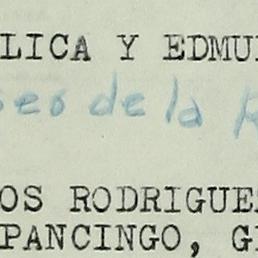 LICA Y EDMU
seo de la R
OS RODRIGUE
PANCINGO, G